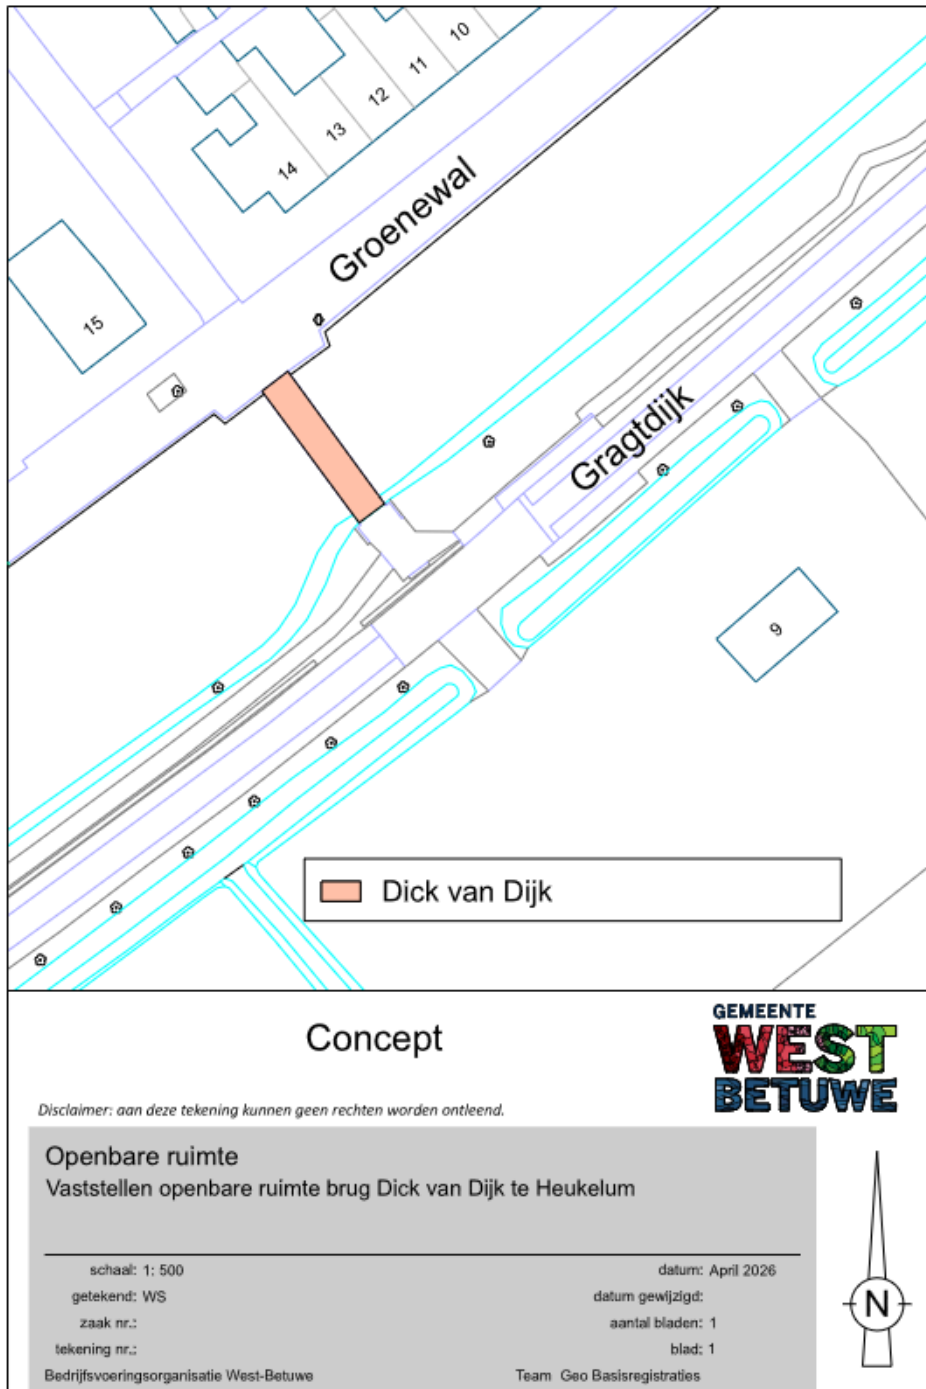 10
11
12
13
14
Groenewal
15
Gragtdijk
9
Dick van Dijk
Concept
GEMEENTE
WEST
BETUWE
Disclaimer: aan deze tekening kunnen geen rechten worden ontleend.
Openbare ruimte
Vaststellen openbare ruimte brug Dick van Dijk te Heukelum
schaal: 1: 500
datum: April 2026
getekend: WS
datum gewijzigd:
zaak nr.:
aantal bladen: 1
tekening nr.:
blad: 1
Bedrijfsvoeringsorganisatie West-Betuwe
Team Geo Basisregistraties
N